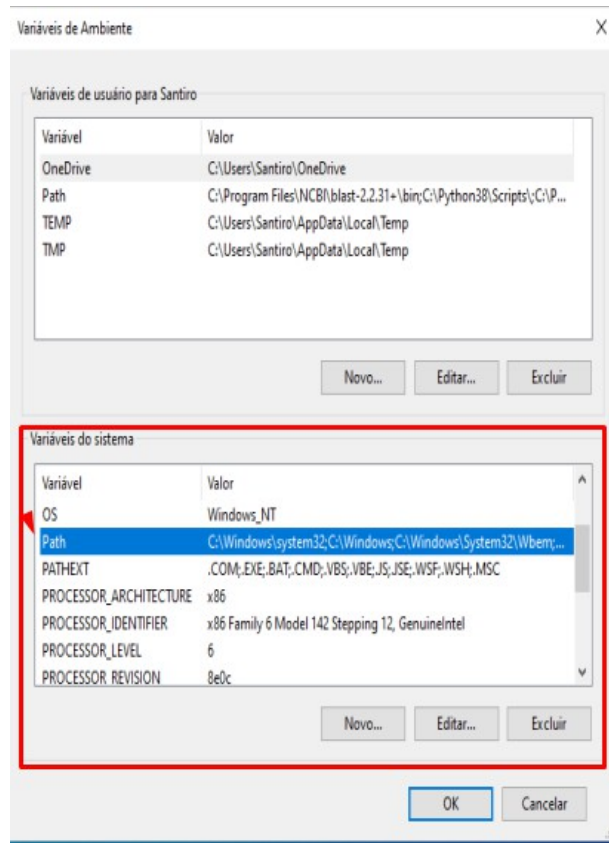 Variáveis de Ambiente
Variáveis de usuário para Santiro
Variável Valor
OneDrive C:\Users\Santiro\OneDrive
Path C:\Program Files\NCBI\blast-2.2.31+\bin;C:\Python38\Scripts\;C:\P...
TEMP C:\Users\Santiro\AppData\Local\Temp
TMP C:\Users\Santiro\AppData\Local\Temp
Novo... Editar... Excluir
Variáveis do sistema
Variável Valor
OS Windows_NT
Path C:\Windows\system32;C:\Windows;C:\Windows\System32\Wbem;...
PATHEXT .COM;.EXE;.BAT;.CMD;.VBS;.VBE;.JS;.JSE;.WSF;.WSH;.MSC
PROCESSOR_ARCHITECTURE x86
PROCESSOR_IDENTIFIER x86 Family 6 Model 142 Stepping 12, GenuineIntel
PROCESSOR_LEVEL 6
PROCESSOR_REVISION 8e0c
Novo... Editar... Excluir
OK Cancelar